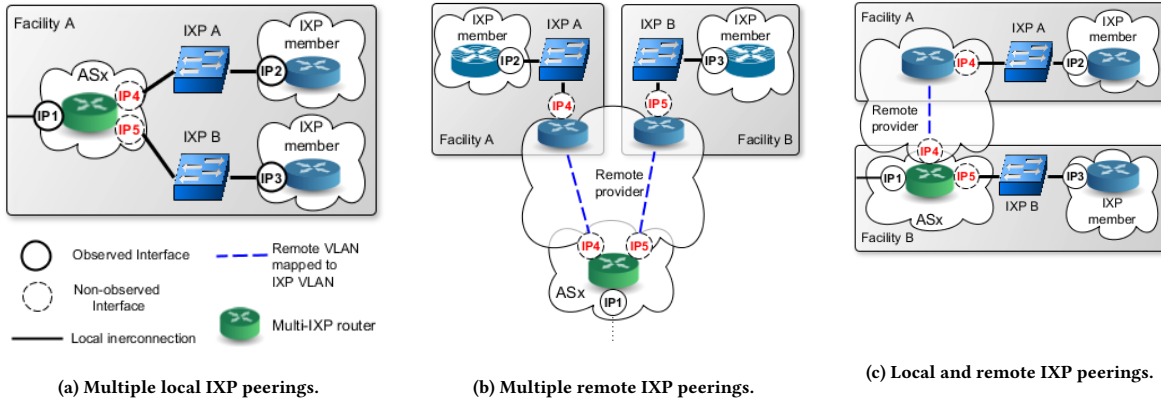 Facility A
IXP A
IXP
member
ASx
IP4
IP2
IP1
IP5
IXP B
IXP
member
IP3
Observed Interface
Non-observed
Interface
Local inerconnection
Remote VLAN
mapped to
IXP VLAN
Multi-IXP router
(a) Multiple local IXP peerings.
IXP
member
IXP A
IP2
IP4
Facility A
IXP B
IXP
member
IP3
IP5
Facility B
Remote
provider
IP4
IP5
ASx
IP1
(b) Multiple remote IXP peerings.
Facility A
IXP A
IXP
member
IP4
IP2
Remote
provider
IP4
IP1
IP5
IP3
ASx
IXP B
IXP
member
Facility B
(c) Local and remote IXP peerings.